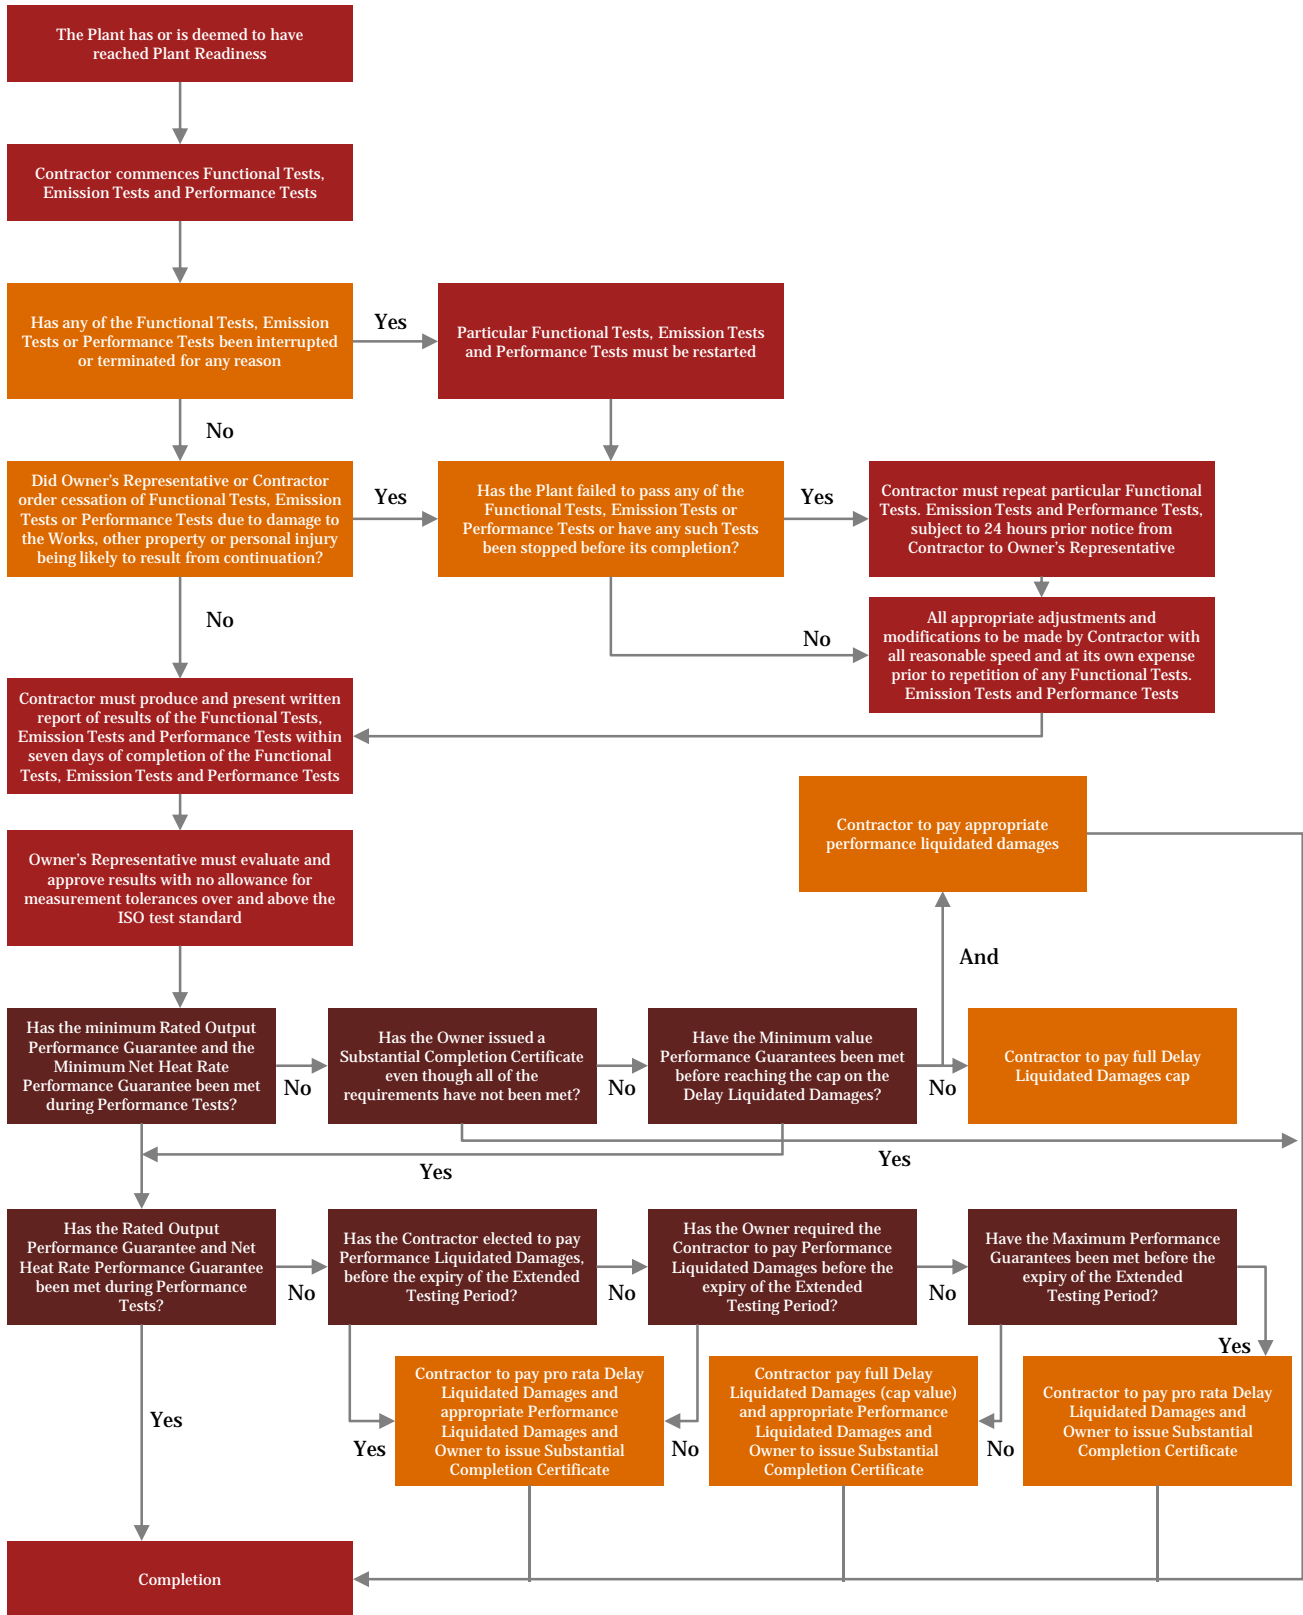 The Plant has or is deemed to have
reached Plant Readiness
Contractor commences Functional Tests,
Emission Tests and Performance Tests
Has any of the Functional Tests, Emission
Tests or Performance Tests been interrupted
or terminated for any reason
Yes
Particular Functional Tests, Emission Tests
and Performance Tests must be restarted
No
Did Owner's Representative or Contractor
order cessation of Functional Tests, Emission
Tests or Performance Tests due to damage to
the Works, other property or personal injury
being likely to result from continuation?
Yes
Has the Plant failed to pass any of the
Functional Tests, Emission Tests or
Performance Tests or have any such Tests
been stopped before its completion?
Yes
Contractor must repeat particular Functional
Tests. Emission Tests and Performance Tests,
subject to 24 hours prior notice from
Contractor to Owner's Representative
No
No
All appropriate adjustments and
modifications to be made by Contractor with
all reasonable speed and at its own expense
prior to repetition of any Functional Tests.
Emission Tests and Performance Tests
Contractor must produce and present written
report of results of the Functional Tests,
Emission Tests and Performance Tests within
seven days of completion of the Functional
Tests, Emission Tests and Performance Tests
Contractor to pay appropriate
performance liquidated damages
Owner's Representative must evaluate and
approve results with no allowance for
measurement tolerances over and above the
ISO test standard
And
Has the minimum Rated Output
Performance Guarantee and the
Minimum Net Heat Rate
Performance Guarantee been met
during Performance Tests?
No
Has the Owner issued a
Substantial Completion Certificate
even though all of the
requirements have not been met?
No
Have the Minimum value
Performance Guarantees been met
before reaching the cap on the
Delay Liquidated Damages?
No
Contractor to pay full Delay
Liquidated Damages cap
Yes
Yes
Has the Rated Output
Performance Guarantee and Net
Heat Rate Performance Guarantee
been met during Performance
Tests?
No
Has the Contractor elected to pay
Performance Liquidated Damages,
before the expiry of the Extended
Testing Period?
No
Has the Owner required the
Contractor to pay Performance
Liquidated Damages before the
expiry of the Extended
Testing Period?
No
Have the Maximum Performance
Guarantees been met before the
expiry of the Extended
Testing Period?
Yes
Yes
Yes
Contractor to pay pro rata Delay
Liquidated Damages and
appropriate Performance
Liquidated Damages and
Owner to issue Substantial
Completion Certificate
No
Contractor pay full Delay
Liquidated Damages (cap value)
and appropriate Performance
Liquidated Damages and
Owner to issue Substantial
Completion Certificate
No
Contractor to pay pro rata Delay
Liquidated Damages and
Owner to issue Substantial
Completion Certificate
Completion